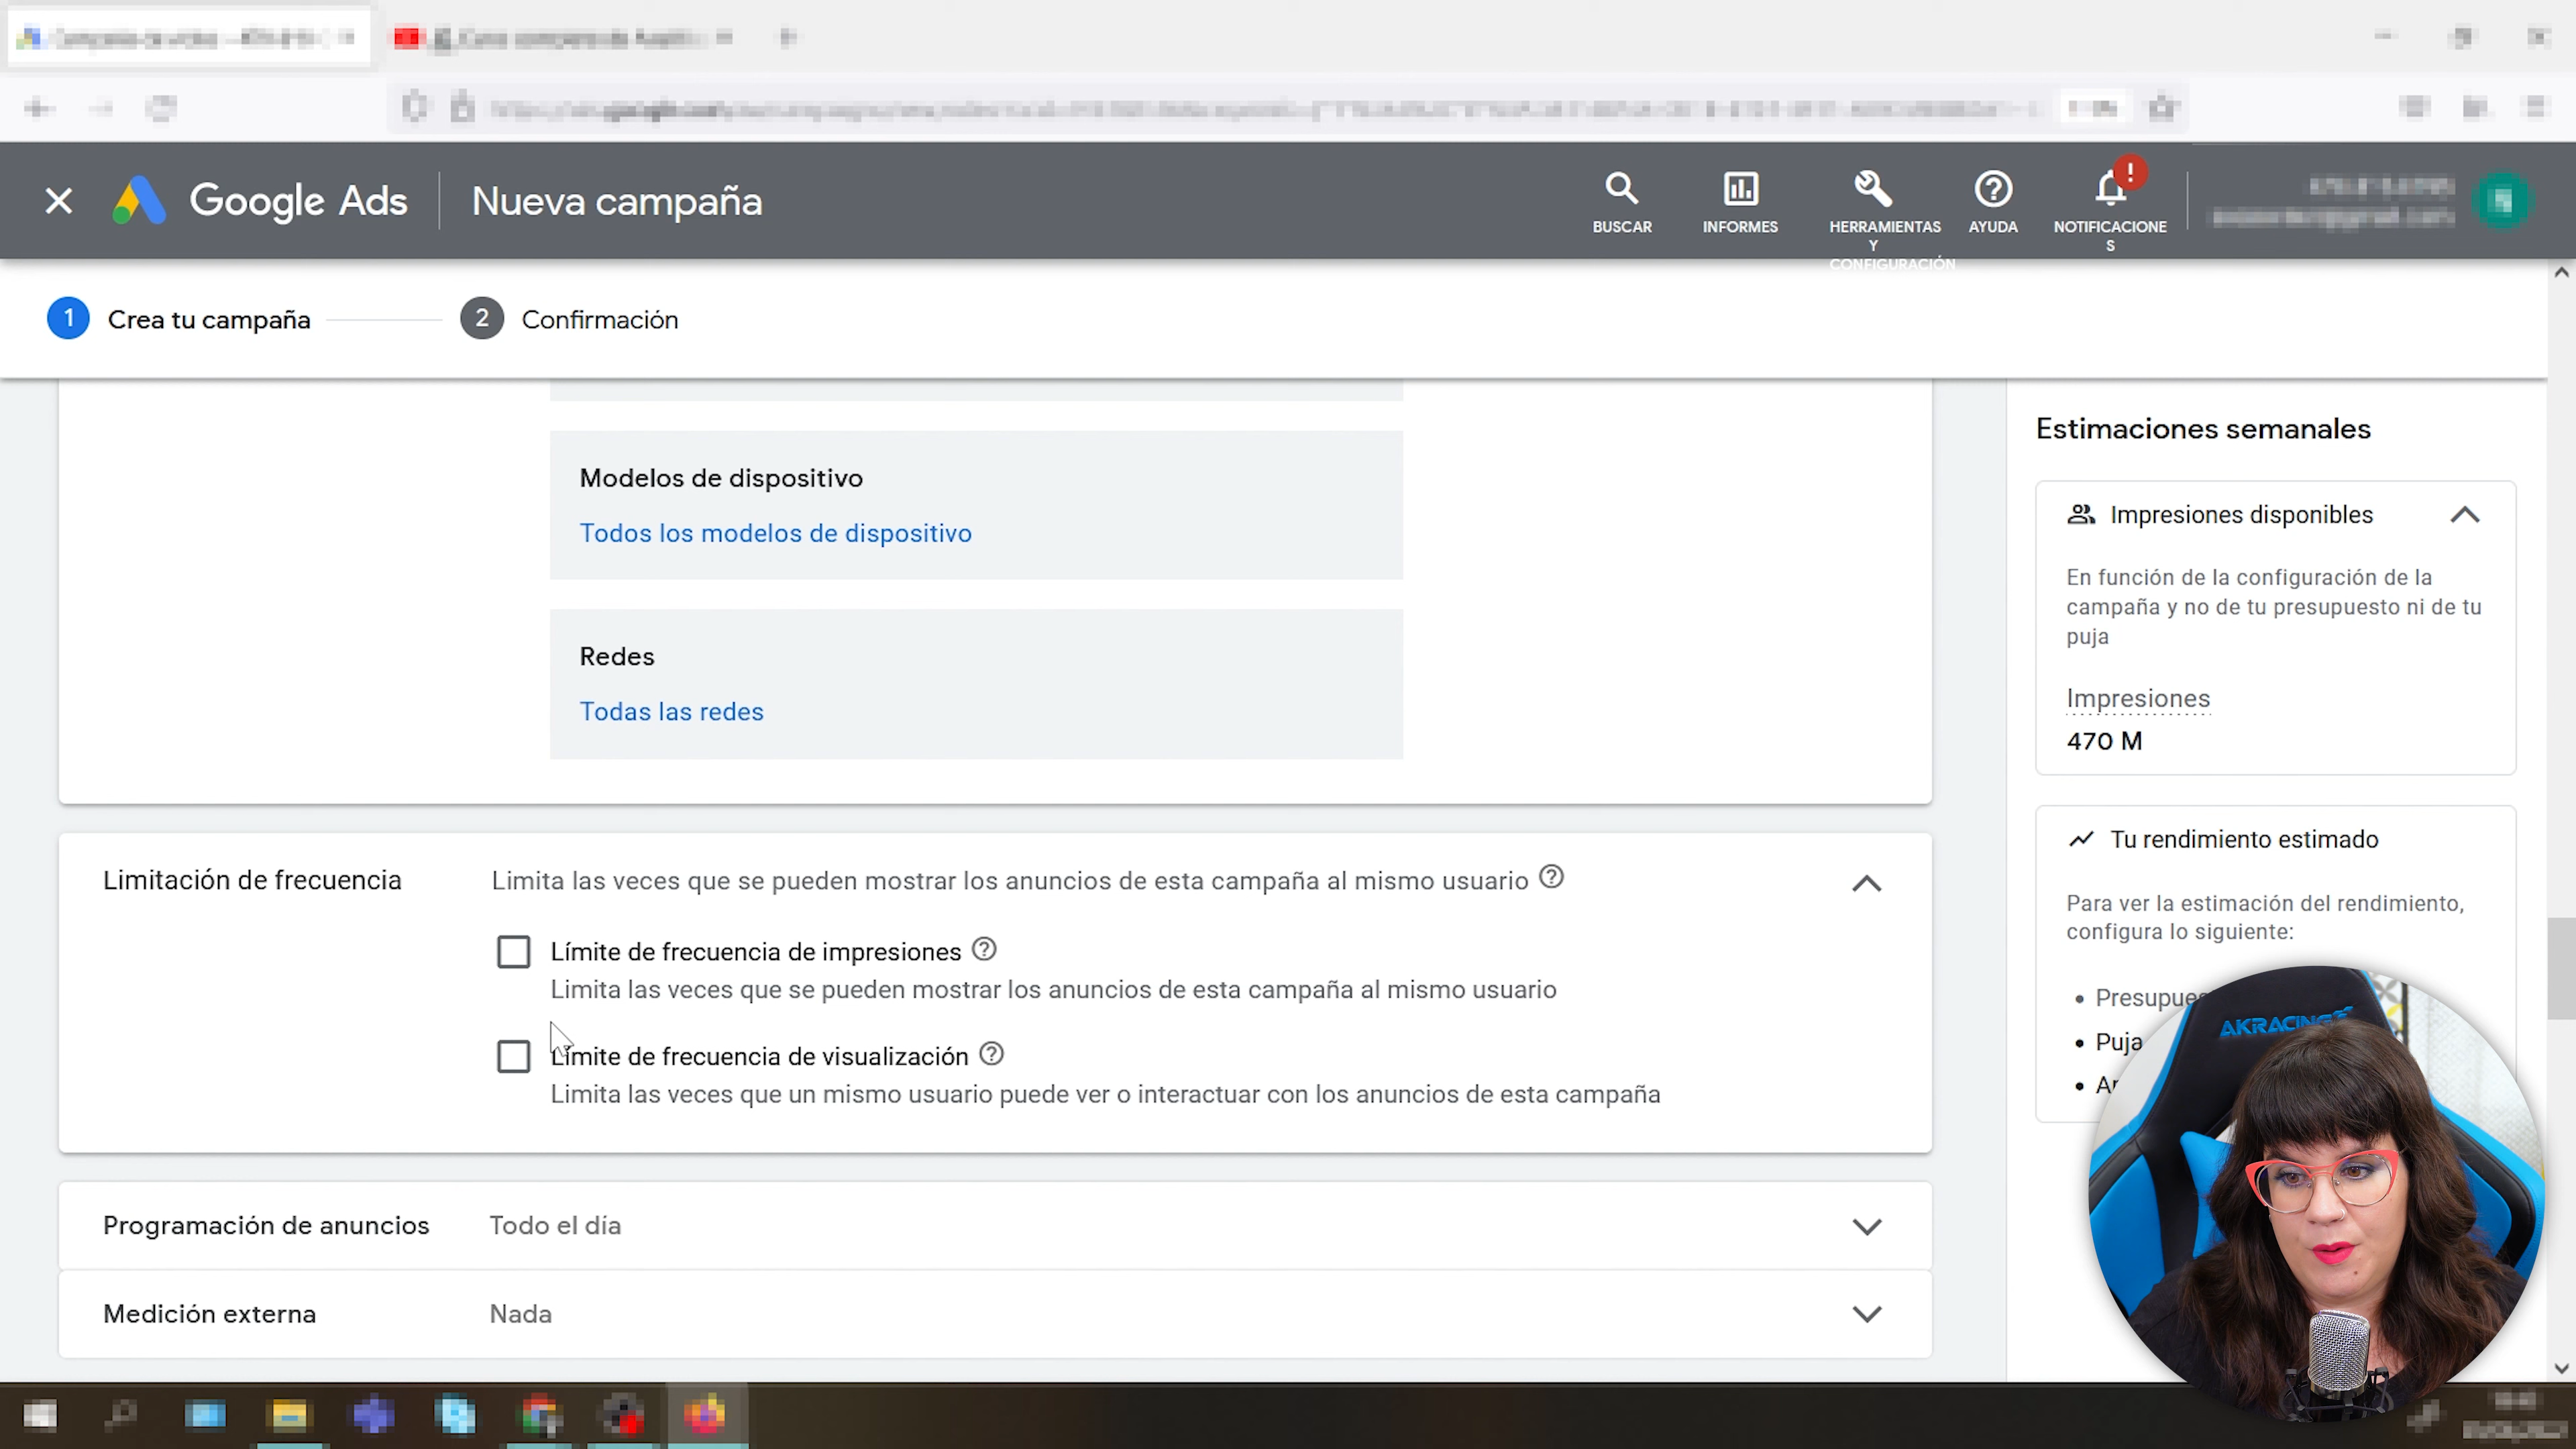 Google Ads
Nueva campaña
BUSCAR
INFORMES
HERRAMIENTAS
Y
CONFIGURACIÓN
AYUDA
NOTIFICACIONE
S
!
1 Crea tu campaña
2 Confirmación
Modelos de dispositivo
Todos los modelos de dispositivo
Redes
Todas las redes
Limitación de frecuencia
Limita las veces que se pueden mostrar los anuncios de esta campaña al mismo usuario
Límite de frecuencia de impresiones
Limita las veces que se pueden mostrar los anuncios de esta campaña al mismo usuario
Límite de frecuencia de visualización
Limita las veces que un mismo usuario puede ver o interactuar con los anuncios de esta campaña
Programación de anuncios Todo el día
Medición externa Nada
Estimaciones semanales
Impresiones disponibles
En función de la configuración de la
campaña y no de tu presupuesto ni de tu
puja
Impresiones
470 M
Tu rendimiento estimado
Para ver la estimación del rendimiento,
configura lo siguiente:
• Puja
AKRACING